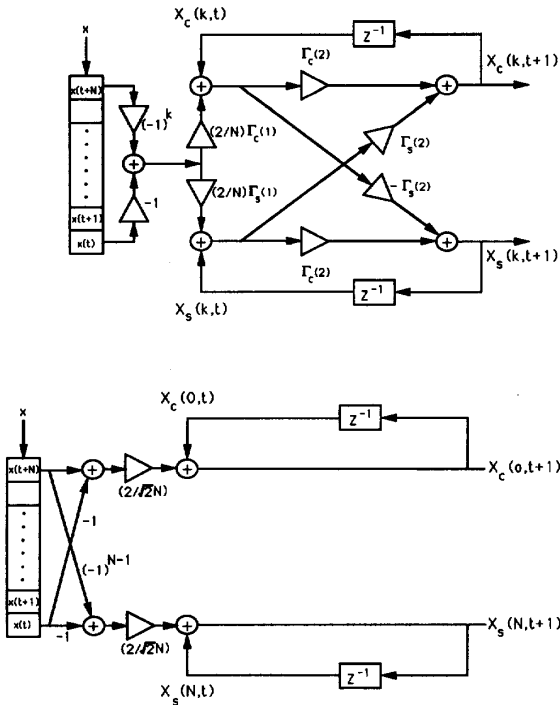 x
X_c(k,t)
Z⁻¹
X_c(k,t+1)
Γ_c(2)
x(t+N)
(-1)^k
(2/N)Γ_c(1)
Γ_s(2)
(2/N)Γ_s(1)
-Γ_s(2)
-1
x(t+1)
x(t)
Γ_c(2)
Z⁻¹
X_s(k,t+1)
X_s(k,t)
x
X_c(0,t)
Z⁻¹
x(t+N)
X_c(o,t+1)
(2/√2N)
-1
(-1)^{N-1}
x(t+1)
x(t)
-1
X_s(N,t+1)
(2/√2N)
Z⁻¹
X_s(N,t)